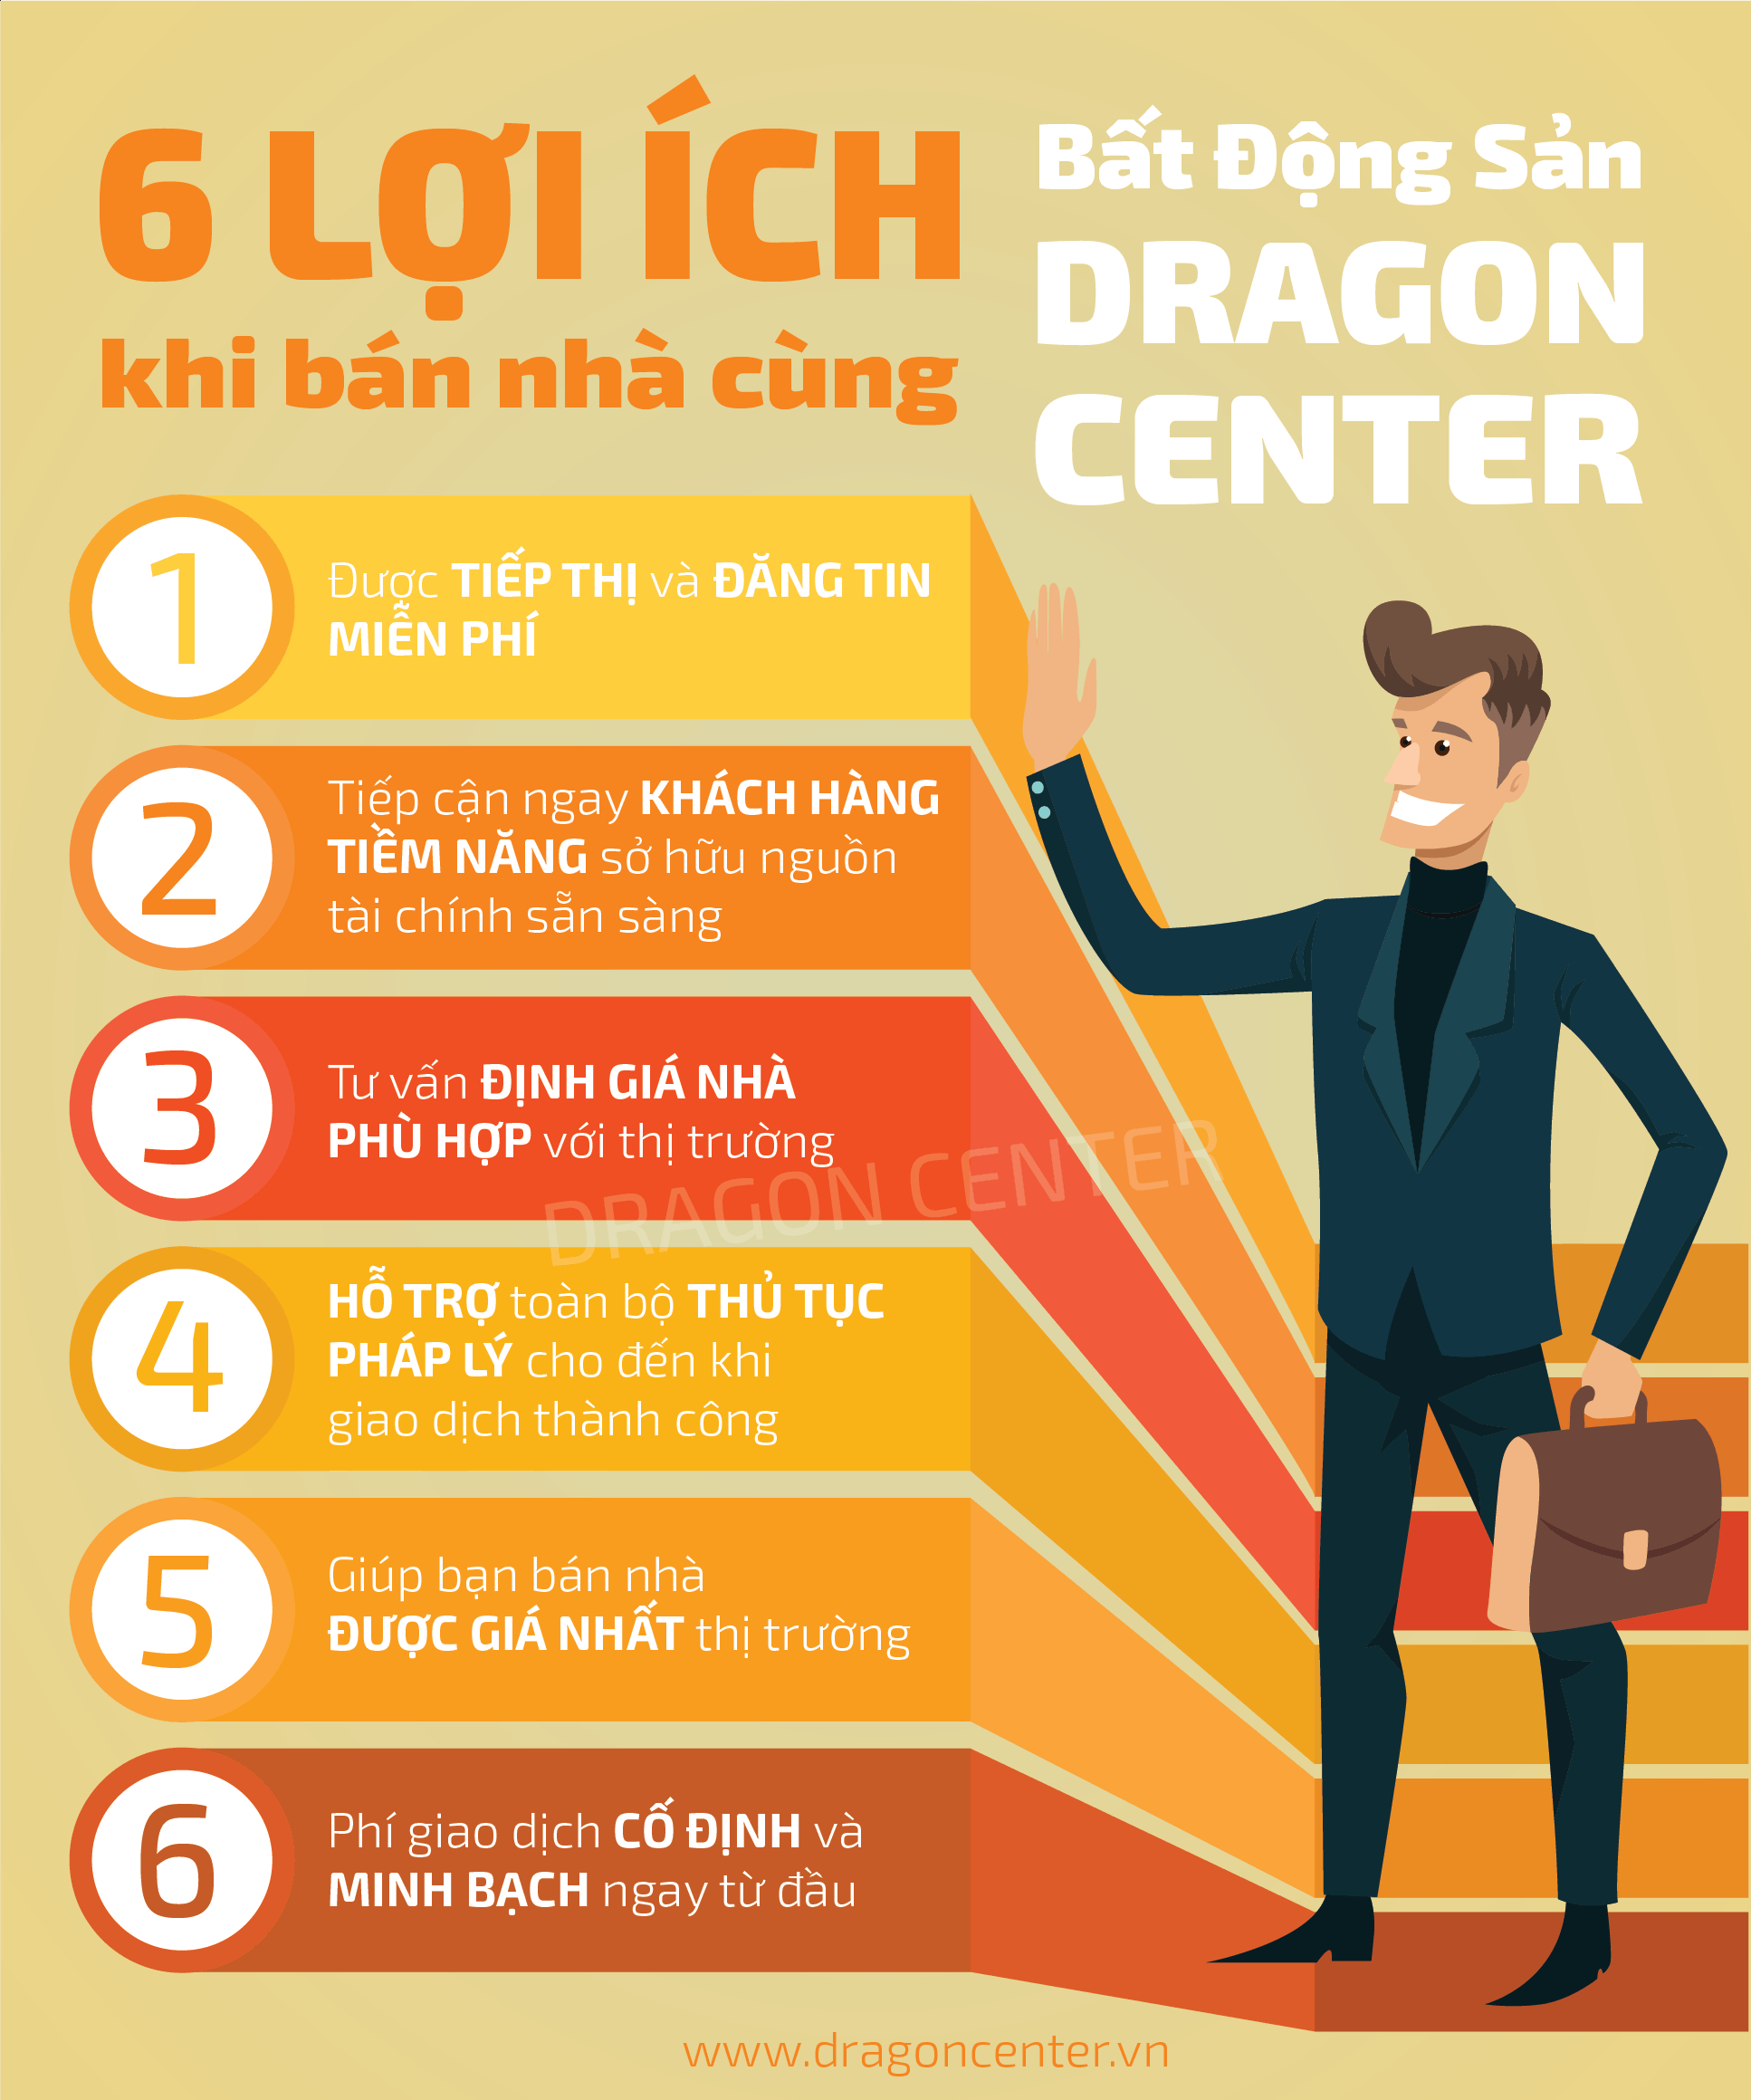 6 LỢI ÍCH
khi bán nhà cùng
Bất Động Sản
DRAGON
CENTER
1
Được TIẾP THỊ và ĐĂNG TIN
MIỄN PHÍ
2
Tiếp cận ngay KHÁCH HÀNG
TIỀM NĂNG sở hữu nguồn
tài chính sẵn sàng
3
Tư vấn ĐỊNH GIÁ NHÀ
PHÙ HỢP với thị trường
DRAGON CENTER
4
HỖ TRỢ toàn bộ THỦ TỤC
PHÁP LÝ cho đến khi
giao dịch thành công
5
Giúp bạn bán nhà
ĐƯỢC GIÁ NHẤT thị trường
6
Phí giao dịch CỐ ĐỊNH và
MINH BẠCH ngay từ đầu
www.dragoncenter.vn